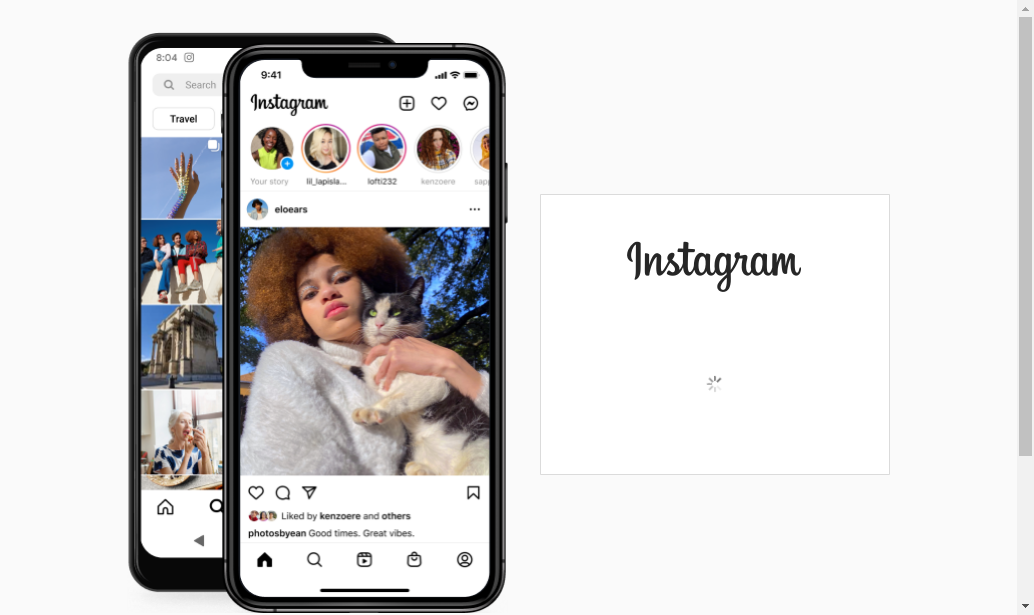 8:04
Search
Travel
9:41
Instagram
Your story
lil_lapisla...
lofti232
kenzoere
sap
eloears
Liked by kenzoere and others
photosbyean Good times. Great vibes.
Instagram